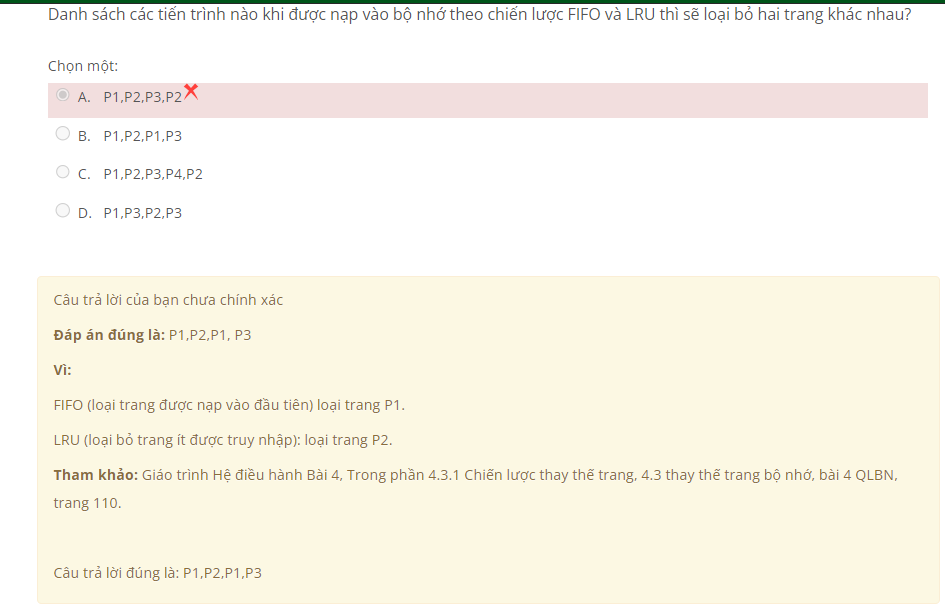 Danh sách các tiến trình nào khi được nạp vào bộ nhớ theo chiến lược FIFO và LRU thì sẽ loại bỏ hai trang khác nhau?
Chọn một:
A. P1,P2,P3,P2
B. P1,P2,P1,P3
C. P1,P2,P3,P4,P2
D. P1,P3,P2,P3
Câu trả lời của bạn chưa chính xác
Đáp án đúng là: P1,P2,P1, P3
Vì:
FIFO (loại trang được nạp vào đầu tiên) loại trang P1.
LRU (loại bỏ trang ít được truy nhập): loại trang P2.
Tham khảo: Giáo trình Hệ điều hành Bài 4, Trong phần 4.3.1 Chiến lược thay thế trang, 4.3 thay thế trang bộ nhớ, bài 4 QLBN,
trang 110.
Câu trả lời đúng là: P1,P2,P1,P3